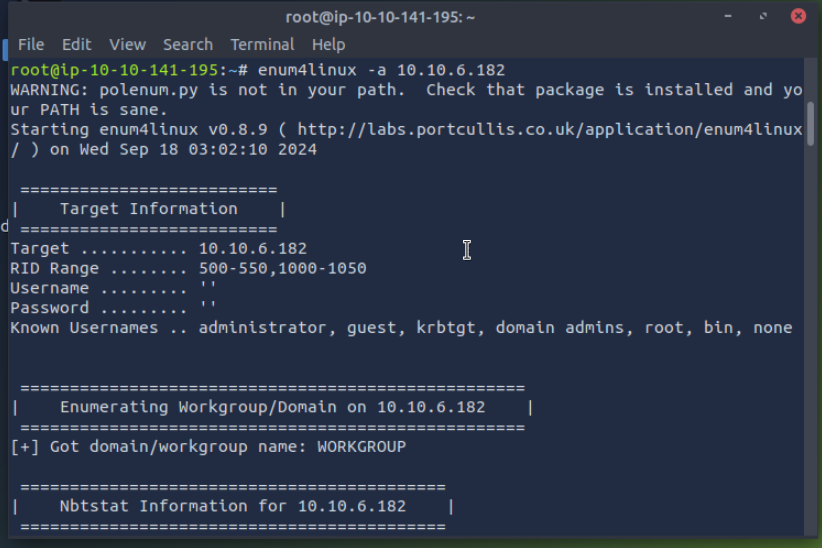 root@ip-10-10-141-195: ~
File Edit View Search Terminal Help
root@ip-10-10-141-195:~# enum4linux -a 10.10.6.182
WARNING: polenum.py is not in your path.  Check that package is installed and yo
ur PATH is sane.
Starting enum4linux v0.8.9 ( http://labs.portcullis.co.uk/application/enum4linux
/ ) on Wed Sep 18 03:02:10 2024
 ==========================
|    Target Information    |
 ==========================
Target ........... 10.10.6.182
RID Range ........ 500-550,1000-1050
Username ......... ''
Password ......... ''
Known Usernames .. administrator, guest, krbtgt, domain admins, root, bin, none
 ===================================================
|    Enumerating Workgroup/Domain on 10.10.6.182    |
 ===================================================
[+] Got domain/workgroup name: WORKGROUP
 ===========================================
|    Nbtstat Information for 10.10.6.182    |
 ===========================================